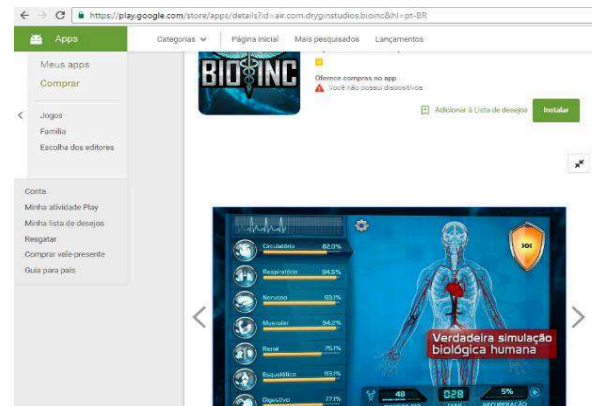 https://play.google.com/store/apps/details?id=air.com.dryginstudios.bioinc&hl=pt-BR
Apps
Categorias
Página inicial
Mais pesquisados
Lançamentos
Meus apps
Comprar
Jogos
Família
Escolha dos editores
Conta
Minha atividade Play
Minha lista de desejos
Resgatar
Comprar vale-presente
Guia para pais
BIO INC
Oferece compras no app
Você não possui dispositivos
Adicionar à Lista de desejos
Instalar
Circulatório 82.0%
Respiratório 94.6%
Nervoso 93.1%
Muscular 94.2%
Renal 75.1%
Esquelético 93.1%
Digestivo 77.1%
Verdadeira simulação
biológica humana
48
028
5%
RECUPERAÇÃO